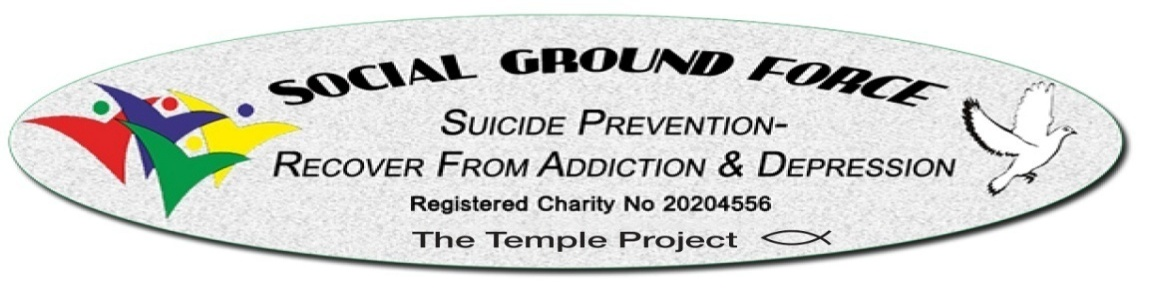 SOCIAL GROUND FORCE
SUICIDE PREVENTION-
RECOVER FROM ADDICTION & DEPRESSION
Registered Charity No 20204556
The Temple Project